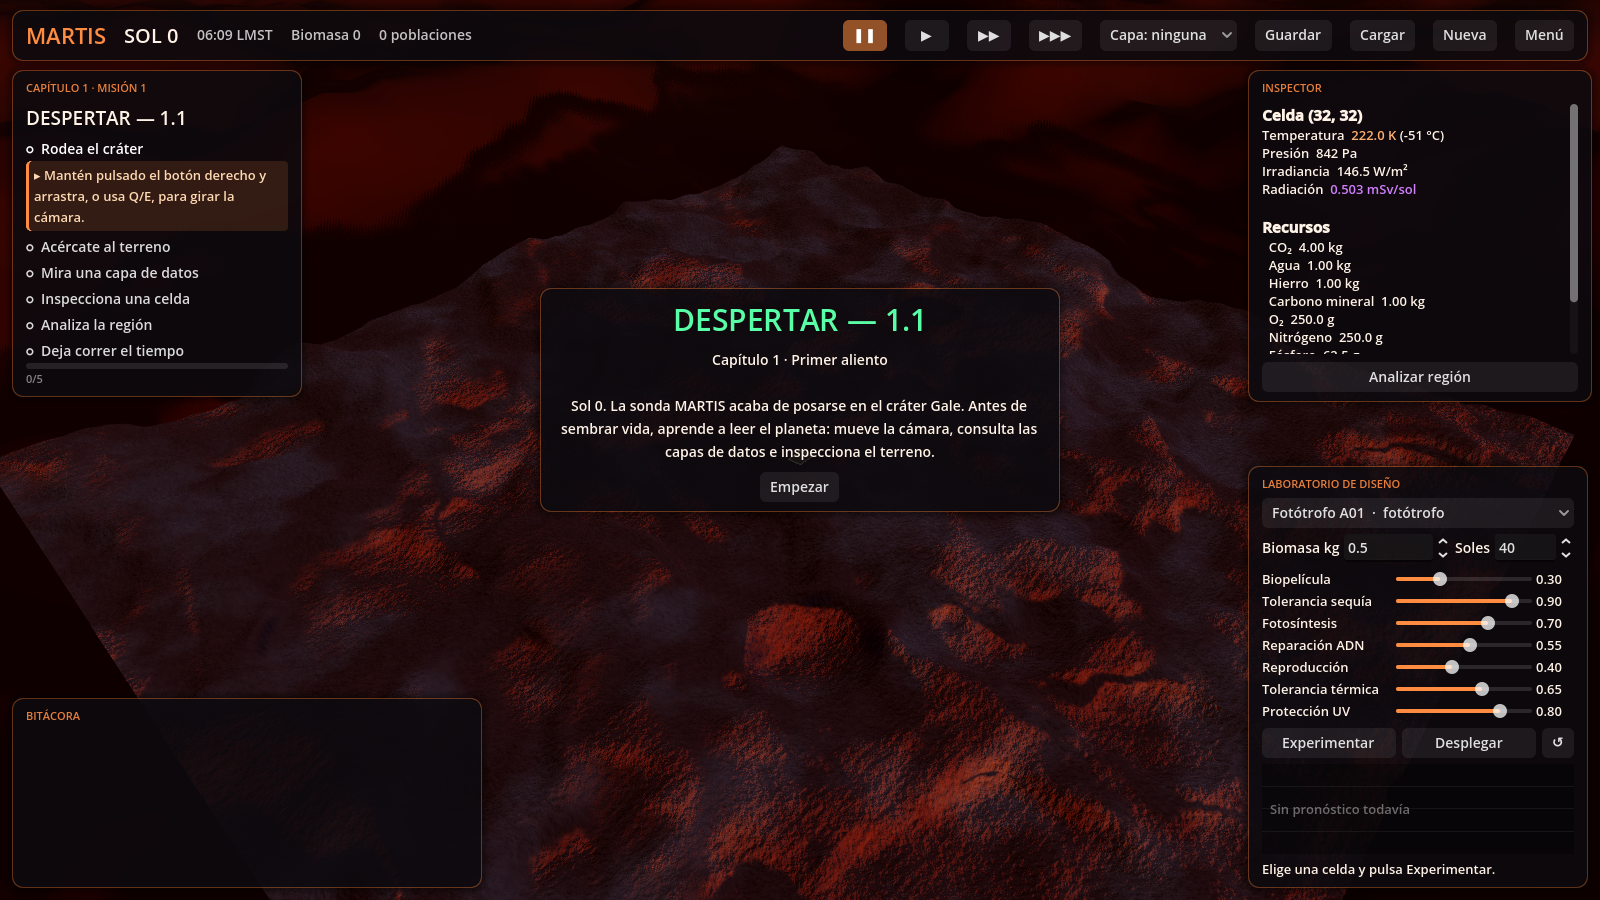 MARTIS SOL 0 06:09 LMST Biomasa 0 0 poblaciones
Capa: ninguna Guardar Cargar Nueva Menú
CAPÍTULO 1 · MISIÓN 1
DESPERTAR — 1.1
Rodea el cráter
▸ Mantén pulsado el botón derecho y
arrastra, o usa Q/E, para girar la
cámara.
Acércate al terreno
Mira una capa de datos
Inspecciona una celda
Analiza la región
Deja correr el tiempo
0/5
DESPERTAR — 1.1
Capítulo 1 · Primer aliento
Sol 0. La sonda MARTIS acaba de posarse en el cráter Gale. Antes de
sembrar vida, aprende a leer el planeta: mueve la cámara, consulta las
capas de datos e inspecciona el terreno.
Empezar
INSPECTOR
Celda (32, 32)
Temperatura 222.0 K (-51 °C)
Presión 842 Pa
Irradiancia 146.5 W/m²
Radiación 0.503 mSv/sol
Recursos
CO₂ 4.00 kg
Agua 1.00 kg
Hierro 1.00 kg
Carbono mineral 1.00 kg
O₂ 250.0 g
Nitrógeno 250.0 g
Analizar región
LABORATORIO DE DISEÑO
Fotótrofo A01 · fotótrofo
Biomasa kg 0.5 Soles 40
Biopelícula 0.30
Tolerancia sequía 0.90
Fotosíntesis 0.70
Reparación ADN 0.55
Reproducción 0.40
Tolerancia térmica 0.65
Protección UV 0.80
Experimentar Desplegar ↺
Sin pronóstico todavía
Elige una celda y pulsa Experimentar.
BITÁCORA